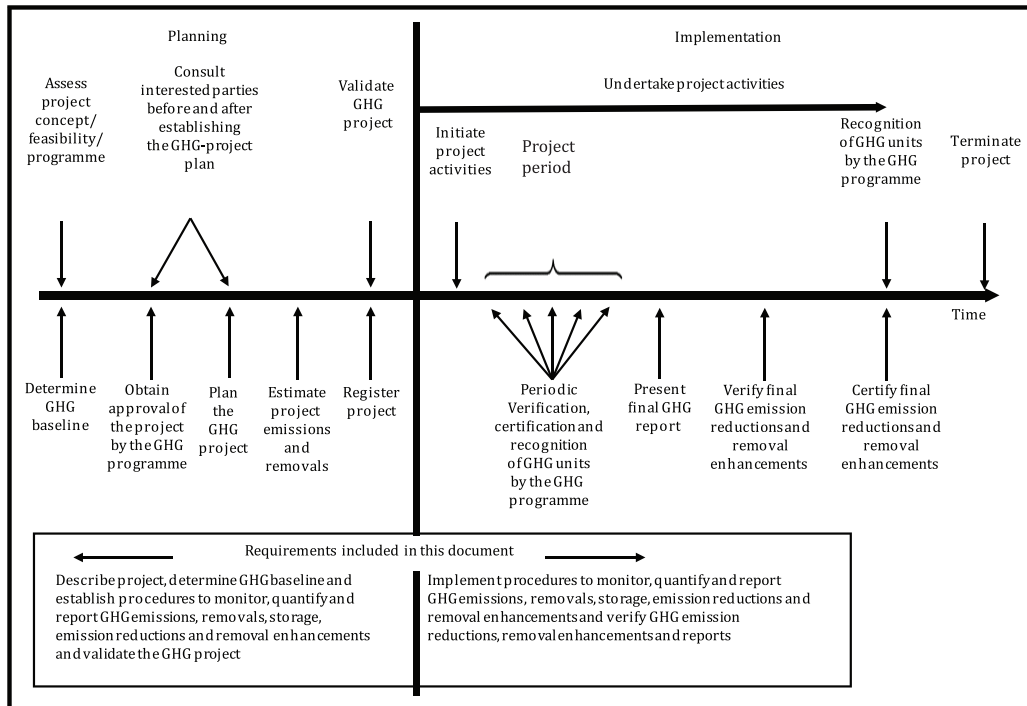 Planning
Implementation
Assess
project
concept/
feasibility/
programme
Consult
interested parties
before and after
establishing
the GHG-project
plan
Validate
GHG
project
Undertake project activities
Initiate
project
activities
Project
period
Recognition
of GHG units
by the GHG
programme
Terminate
project
Time
Determine
GHG
baseline
Obtain
approval of
the project
by the GHG
programme
Plan
the
GHG
project
Estimate
project
emissions
and
removals
Register
project
Periodic
Verification,
certification and
recognition
of GHG units
by the GHG
programme
Present
final GHG
report
Verify final
GHG emission
reductions and
removal
enhancements
Certify final
GHG emission
reductions and
removal
enhancements
Requirements included in this document
Describe project, determine GHG baseline and
establish procedures to monitor, quantify and
report GHG emissions, removals, storage,
emission reductions and removal enhancements
and validate the GHG project
Implement procedures to monitor, quantify and report
GHG emissions, removals, storage, emission reductions and
removal enhancements and verify GHG emission
reductions, removal enhancements and reports